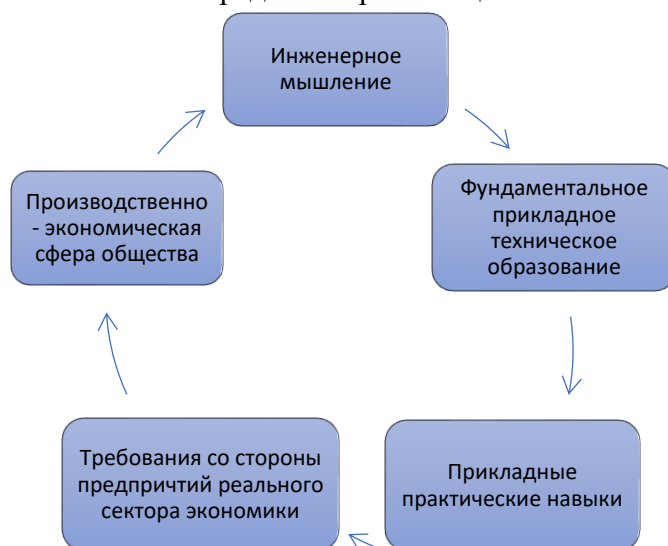 Инженерное
мышление
Фундаментальное
прикладное
техническое
образование
Прикладные
практические навыки
Требования со стороны
предпричтий реального
сектора экономики
Производственно
- экономическая
сфера общества